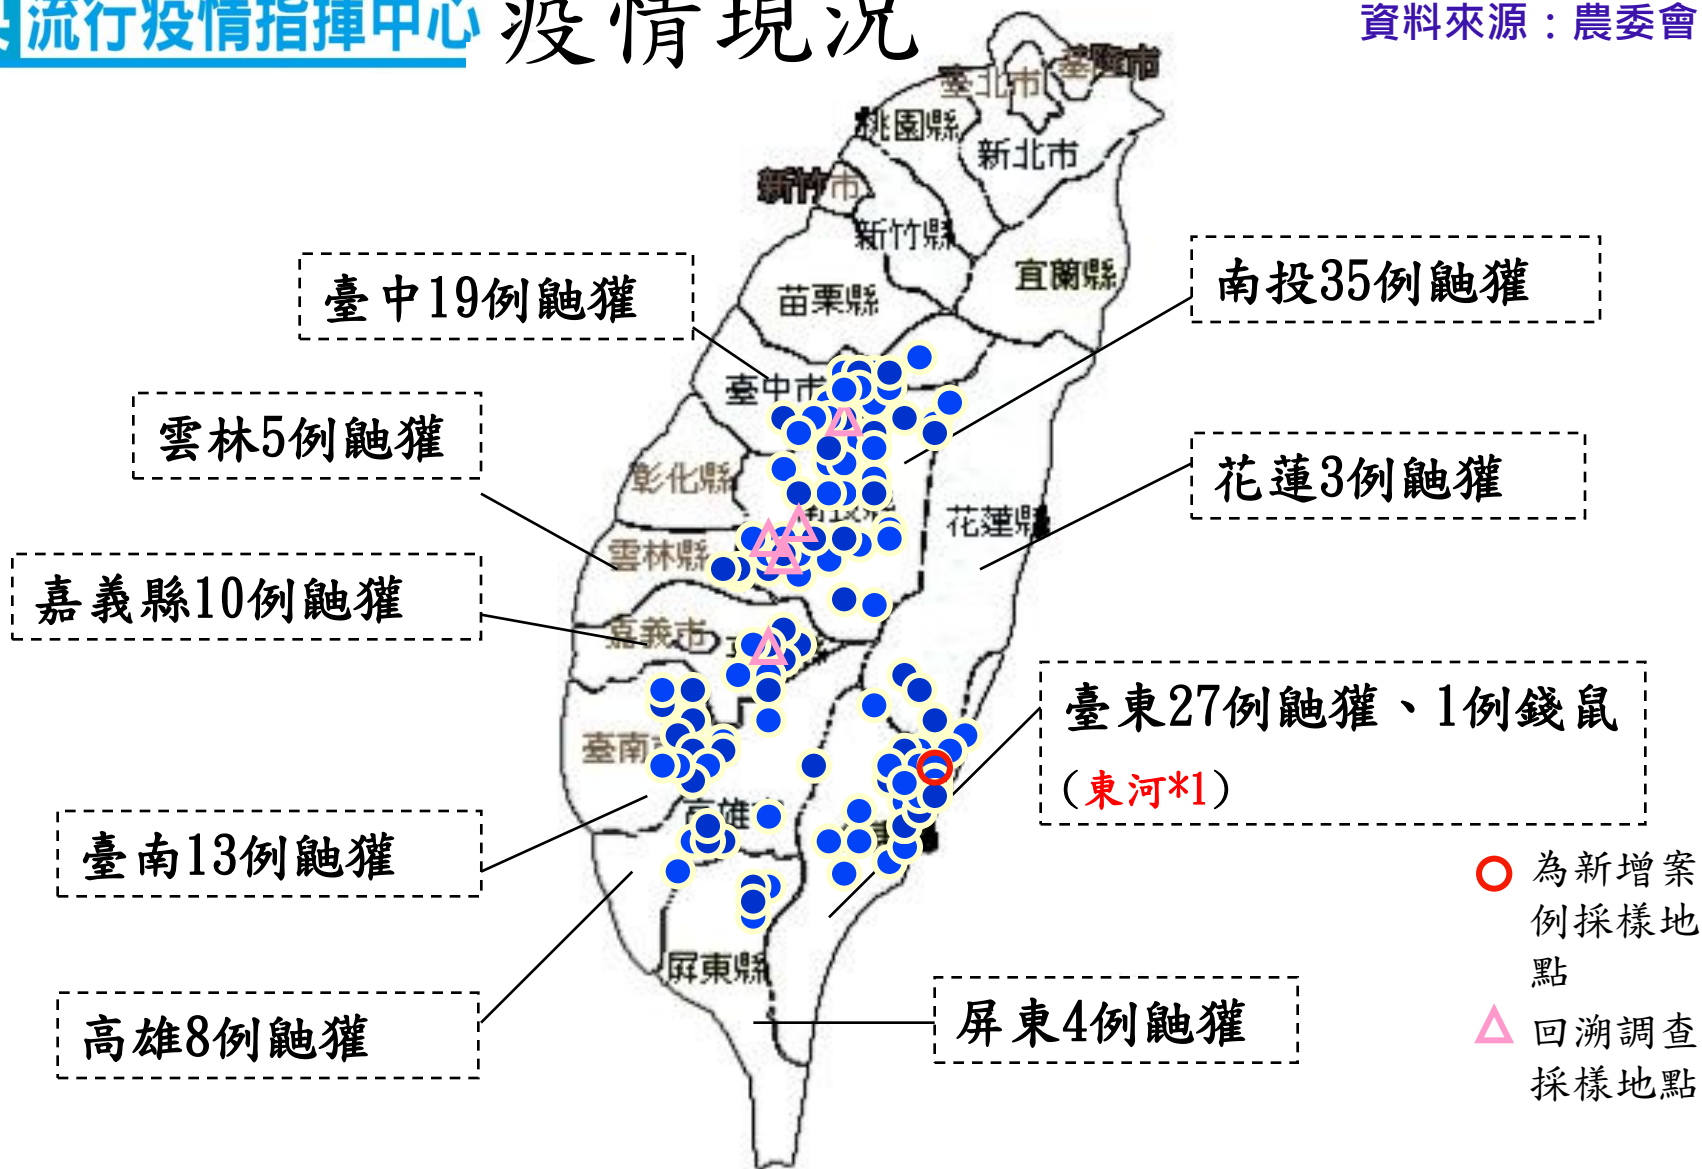 流行疫情指揮中心
疫情現況
資料來源：農委會
臺北市
基隆市
桃園縣
新北市
新竹市
新竹縣
宜蘭縣
苗栗縣
臺中19例鼬獾
南投35例鼬獾
臺中市
雲林5例鼬獾
彰化縣
花蓮3例鼬獾
南投縣
花蓮縣
雲林縣
嘉義縣10例鼬獾
嘉義市
臺東27例鼬獾、1例錢鼠
（東河*1）
臺南
高雄
臺南13例鼬獾
為新增案
例採樣地
點
屏東縣
高雄8例鼬獾
屏東4例鼬獾
回溯調查
採樣地點